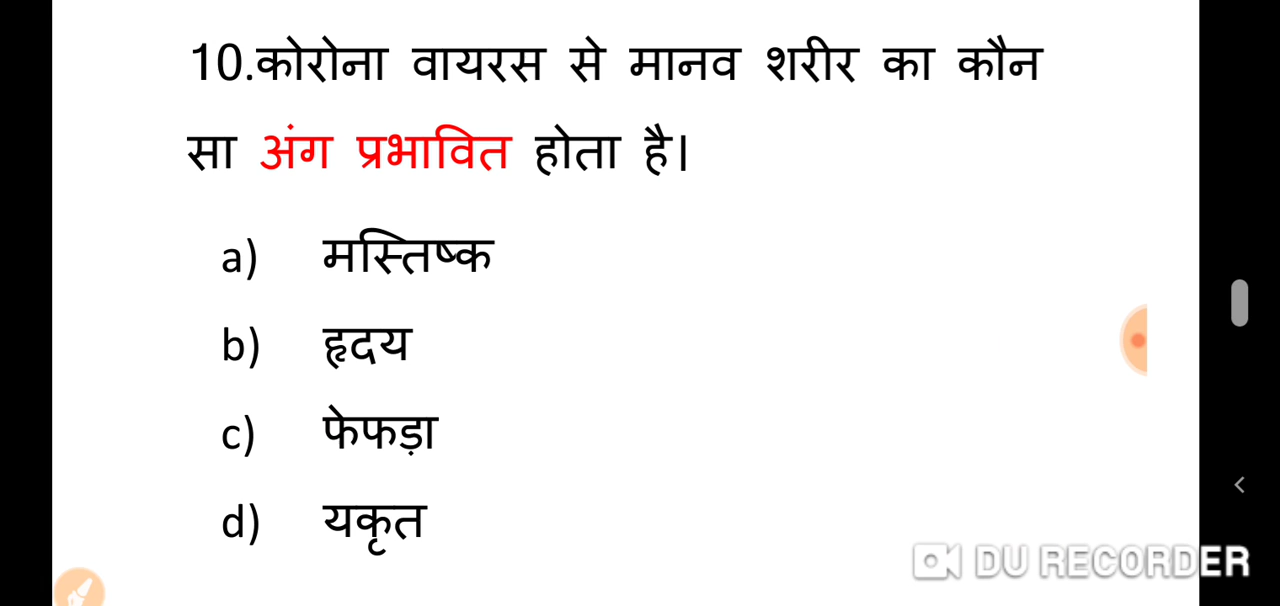 10.कोरोना वायरस से मानव शरीर का कौन
सा अंग प्रभावित होता है।
a) मस्तिष्क
b) हृदय
c) फेफड़ा
d) यकृत
DU RECORDER